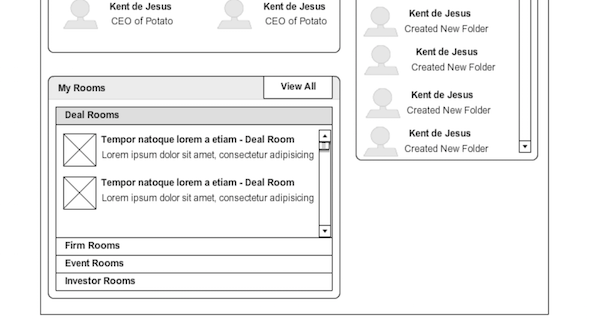 Kent de Jesus
CEO of Potato
Kent de Jesus
CEO of Potato
Kent de Jesus
Created New Folder
Kent de Jesus
Created New Folder
Kent de Jesus
Created New Folder
Kent de Jesus
Created New Folder
My Rooms
View All
Deal Rooms
Tempor natoque lorem a etiam - Deal Room
Lorem ipsum dolor sit amet, consectetur adipisicing
Tempor natoque lorem a etiam - Deal Room
Lorem ipsum dolor sit amet, consectetur adipisicing
Firm Rooms
Event Rooms
Investor Rooms